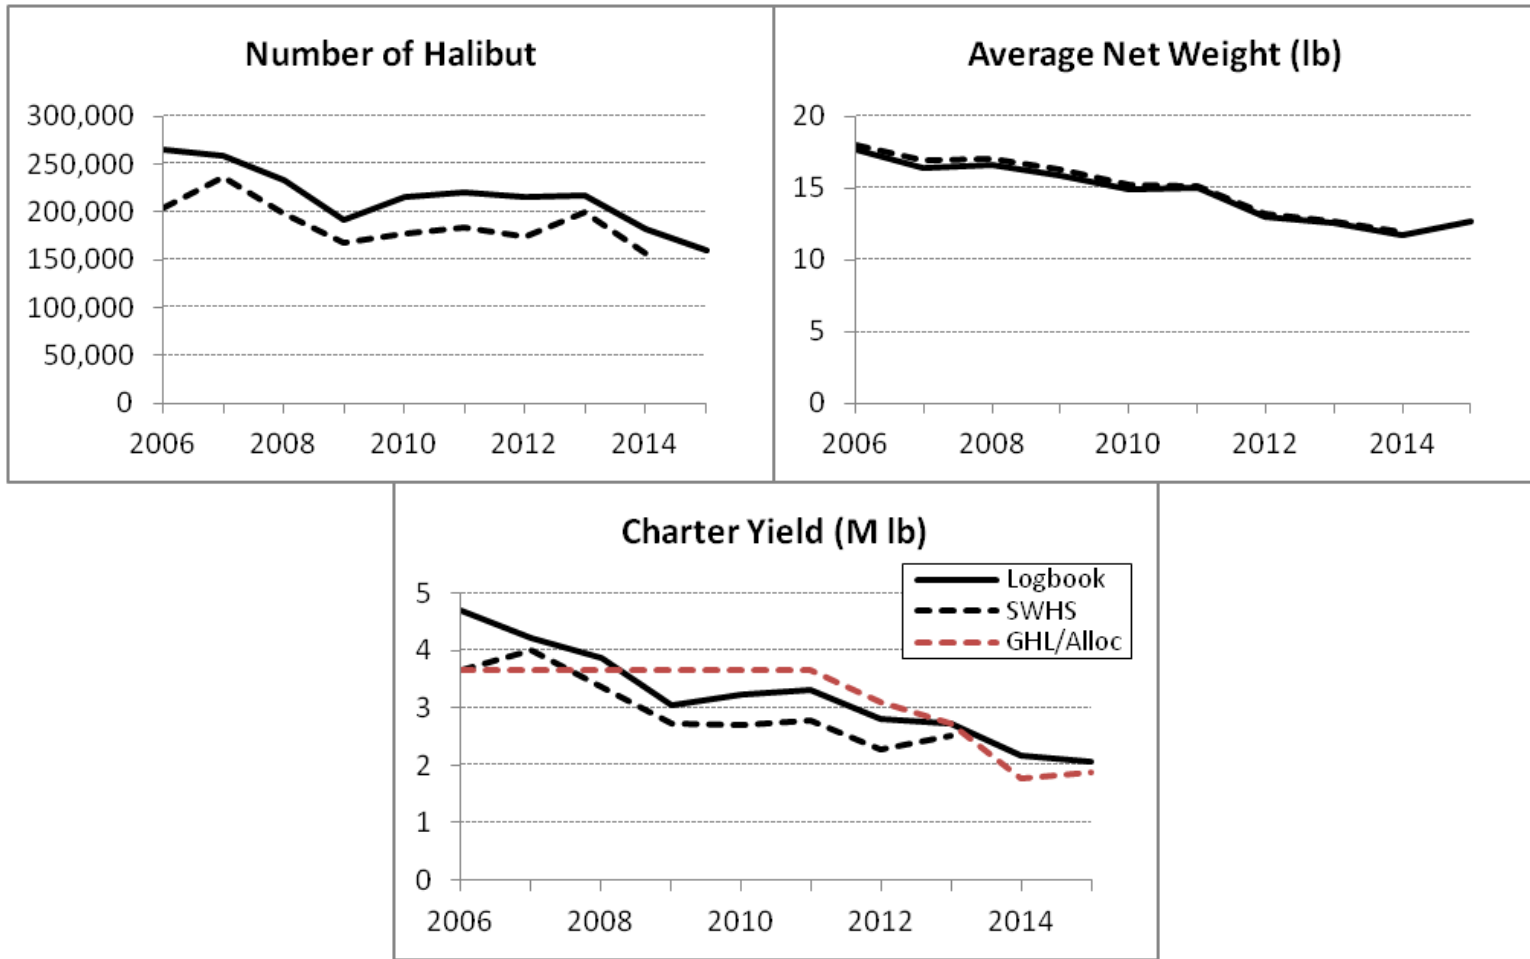 Number of Halibut
300,000
250,000
200,000
150,000
100,000
50,000
0
2006 2008 2010 2012 2014
Average Net Weight (lb)
20
15
10
5
0
2006 2008 2010 2012 2014
Charter Yield (M lb)
Logbook
SWHS
GHL/Alloc
5
4
3
2
1
0
2006 2008 2010 2012 2014